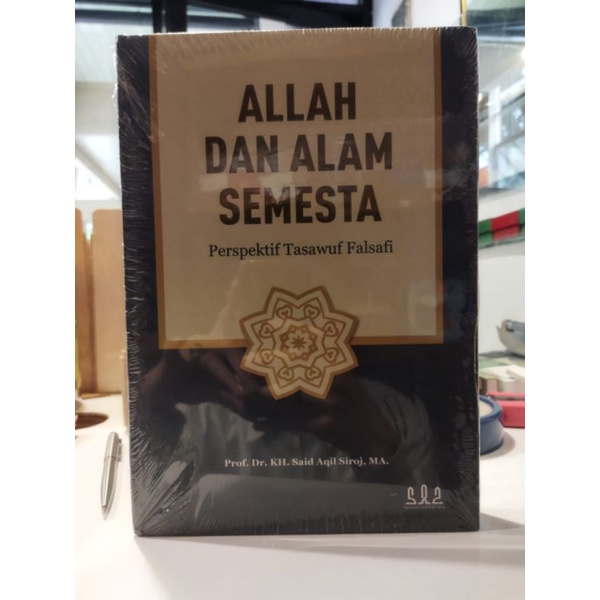 ALLAH
DAN ALAM
SEMESTA
Perspektif Tasawuf Falsafi
Prof. Dr. KH. Said Aqil Siroj, MA.